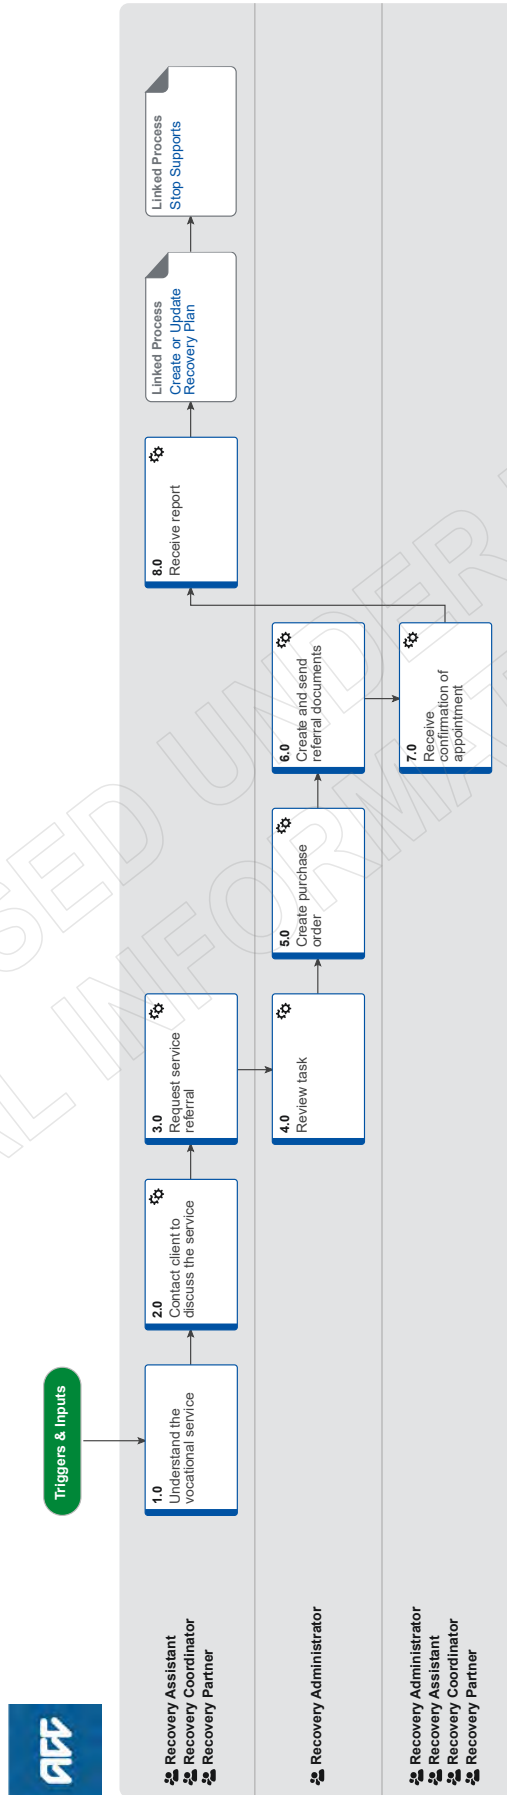 Triggers & Inputs
Recovery Assistant
Recovery Coordinator
Recovery Partner
1.0
Understand the
vocational service
2.0
Contact client to
discuss the service
3.0
Request service
referral
8.0
Receive report
Linked Process
Create or Update
Recovery Plan
Linked Process
Stop Supports
Recovery Administrator
4.0
Review task
5.0
Create purchase
order
6.0
Create and send
referral documents
Recovery Administrator
Recovery Assistant
Recovery Coordinator
Recovery Partner
7.0
Receive
confirmation of
appointment